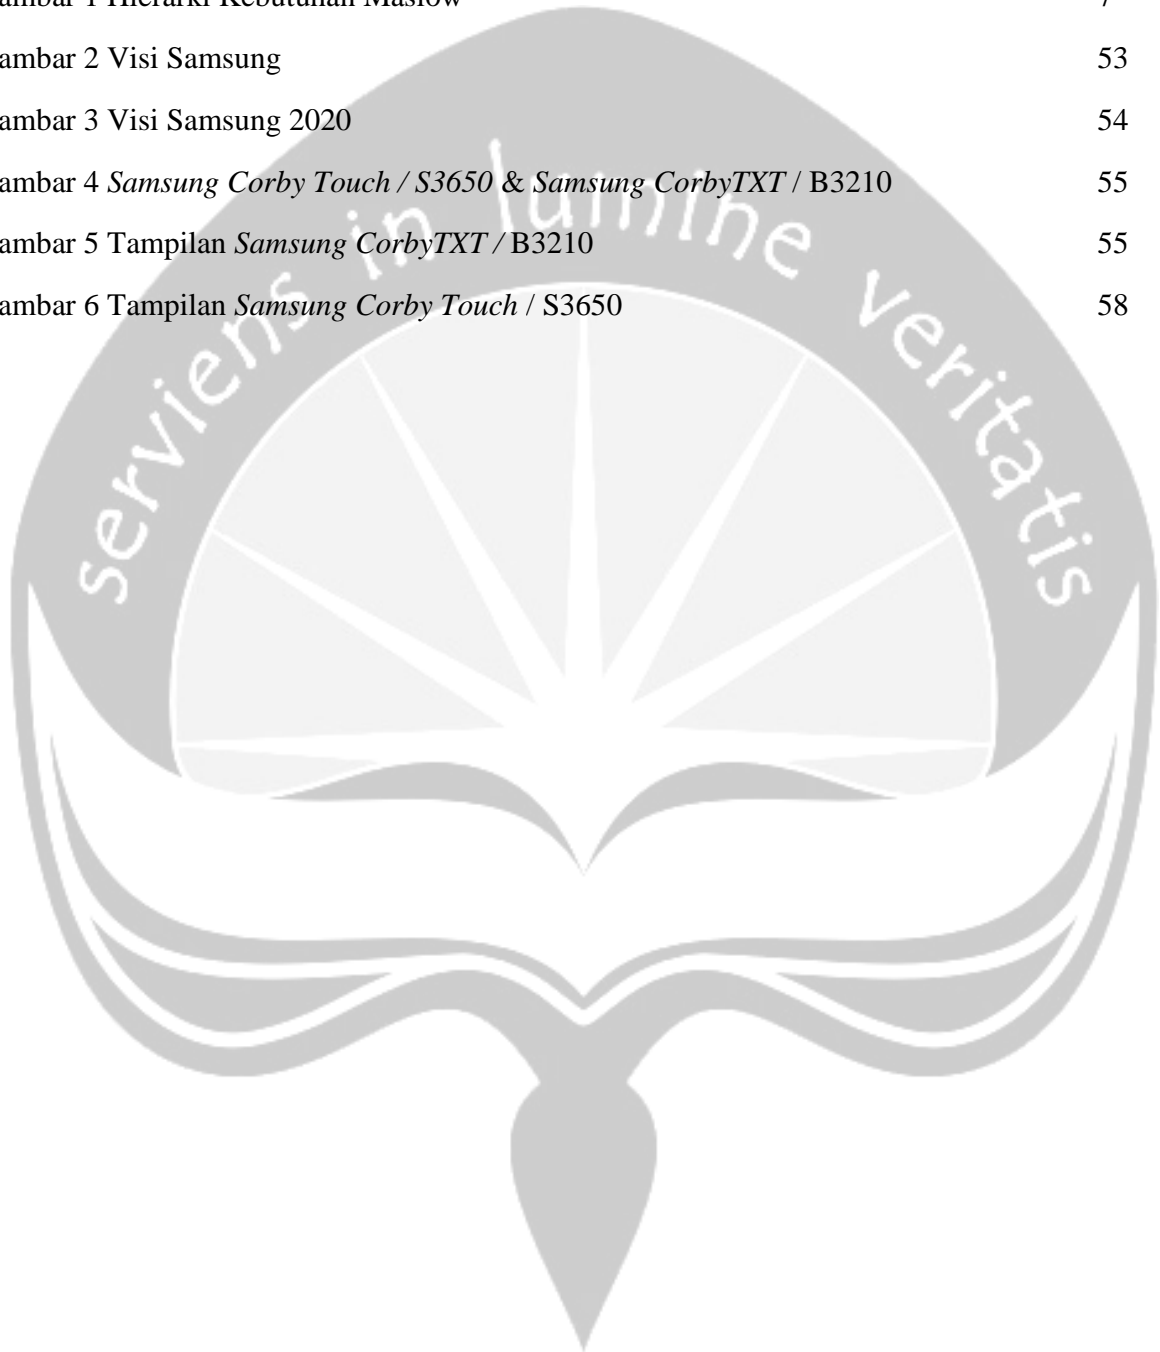 ambar 1 Hierarki Kebutuhan Maslow 7
ambar 2 Visi Samsung 53
ambar 3 Visi Samsung 2020 54
ambar 4 Samsung Corby Touch / S3650 & Samsung CorbyTXT / B3210 55
ambar 5 Tampilan Samsung CorbyTXT / B3210 55
ambar 6 Tampilan Samsung Corby Touch / S3650 58
serviens in lumine veritatis